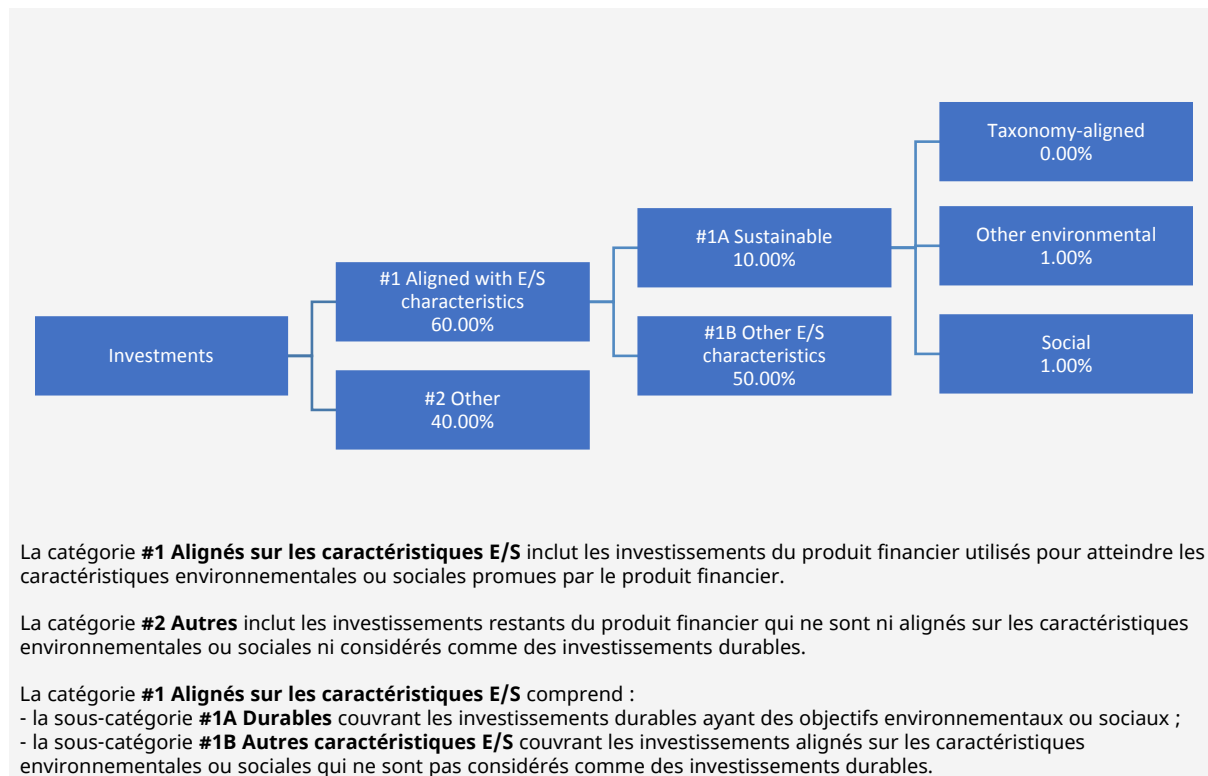 Investments
#1 Aligned with E/S
characteristics
60.00%
#2 Other
40.00%
#1A Sustainable
10.00%
#1B Other E/S
characteristics
50.00%
Taxonomy-aligned
0.00%
Other environmental
1.00%
Social
1.00%
La catégorie #1 Alignés sur les caractéristiques E/S inclut les investissements du produit financier utilisés pour atteindre les
caractéristiques environnementales ou sociales promues par le produit financier.
La catégorie #2 Autres inclut les investissements restants du produit financier qui ne sont ni alignés sur les caractéristiques
environnementales ou sociales ni considérés comme des investissements durables.
La catégorie #1 Alignés sur les caractéristiques E/S comprend :
- la sous-catégorie #1A Durables couvrant les investissements durables ayant des objectifs environnementaux ou sociaux ;
- la sous-catégorie #1B Autres caractéristiques E/S couvrant les investissements alignés sur les caractéristiques
environnementales ou sociales qui ne sont pas considérés comme des investissements durables.